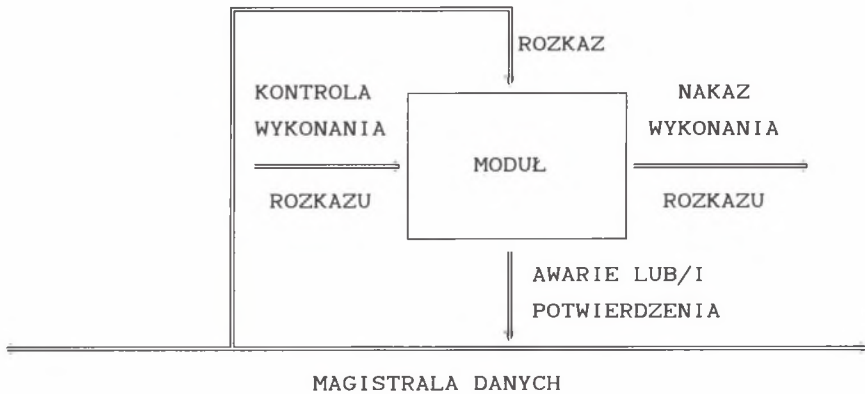 ROZKAZ
KONTROLA
WYKONANIA
ROZKAZU
MODUŁ
NAKAZ
WYKONANIA
ROZKAZU
AWARIE LUB/I
POTWIERDZENIA
MAGISTRALA DANYCH